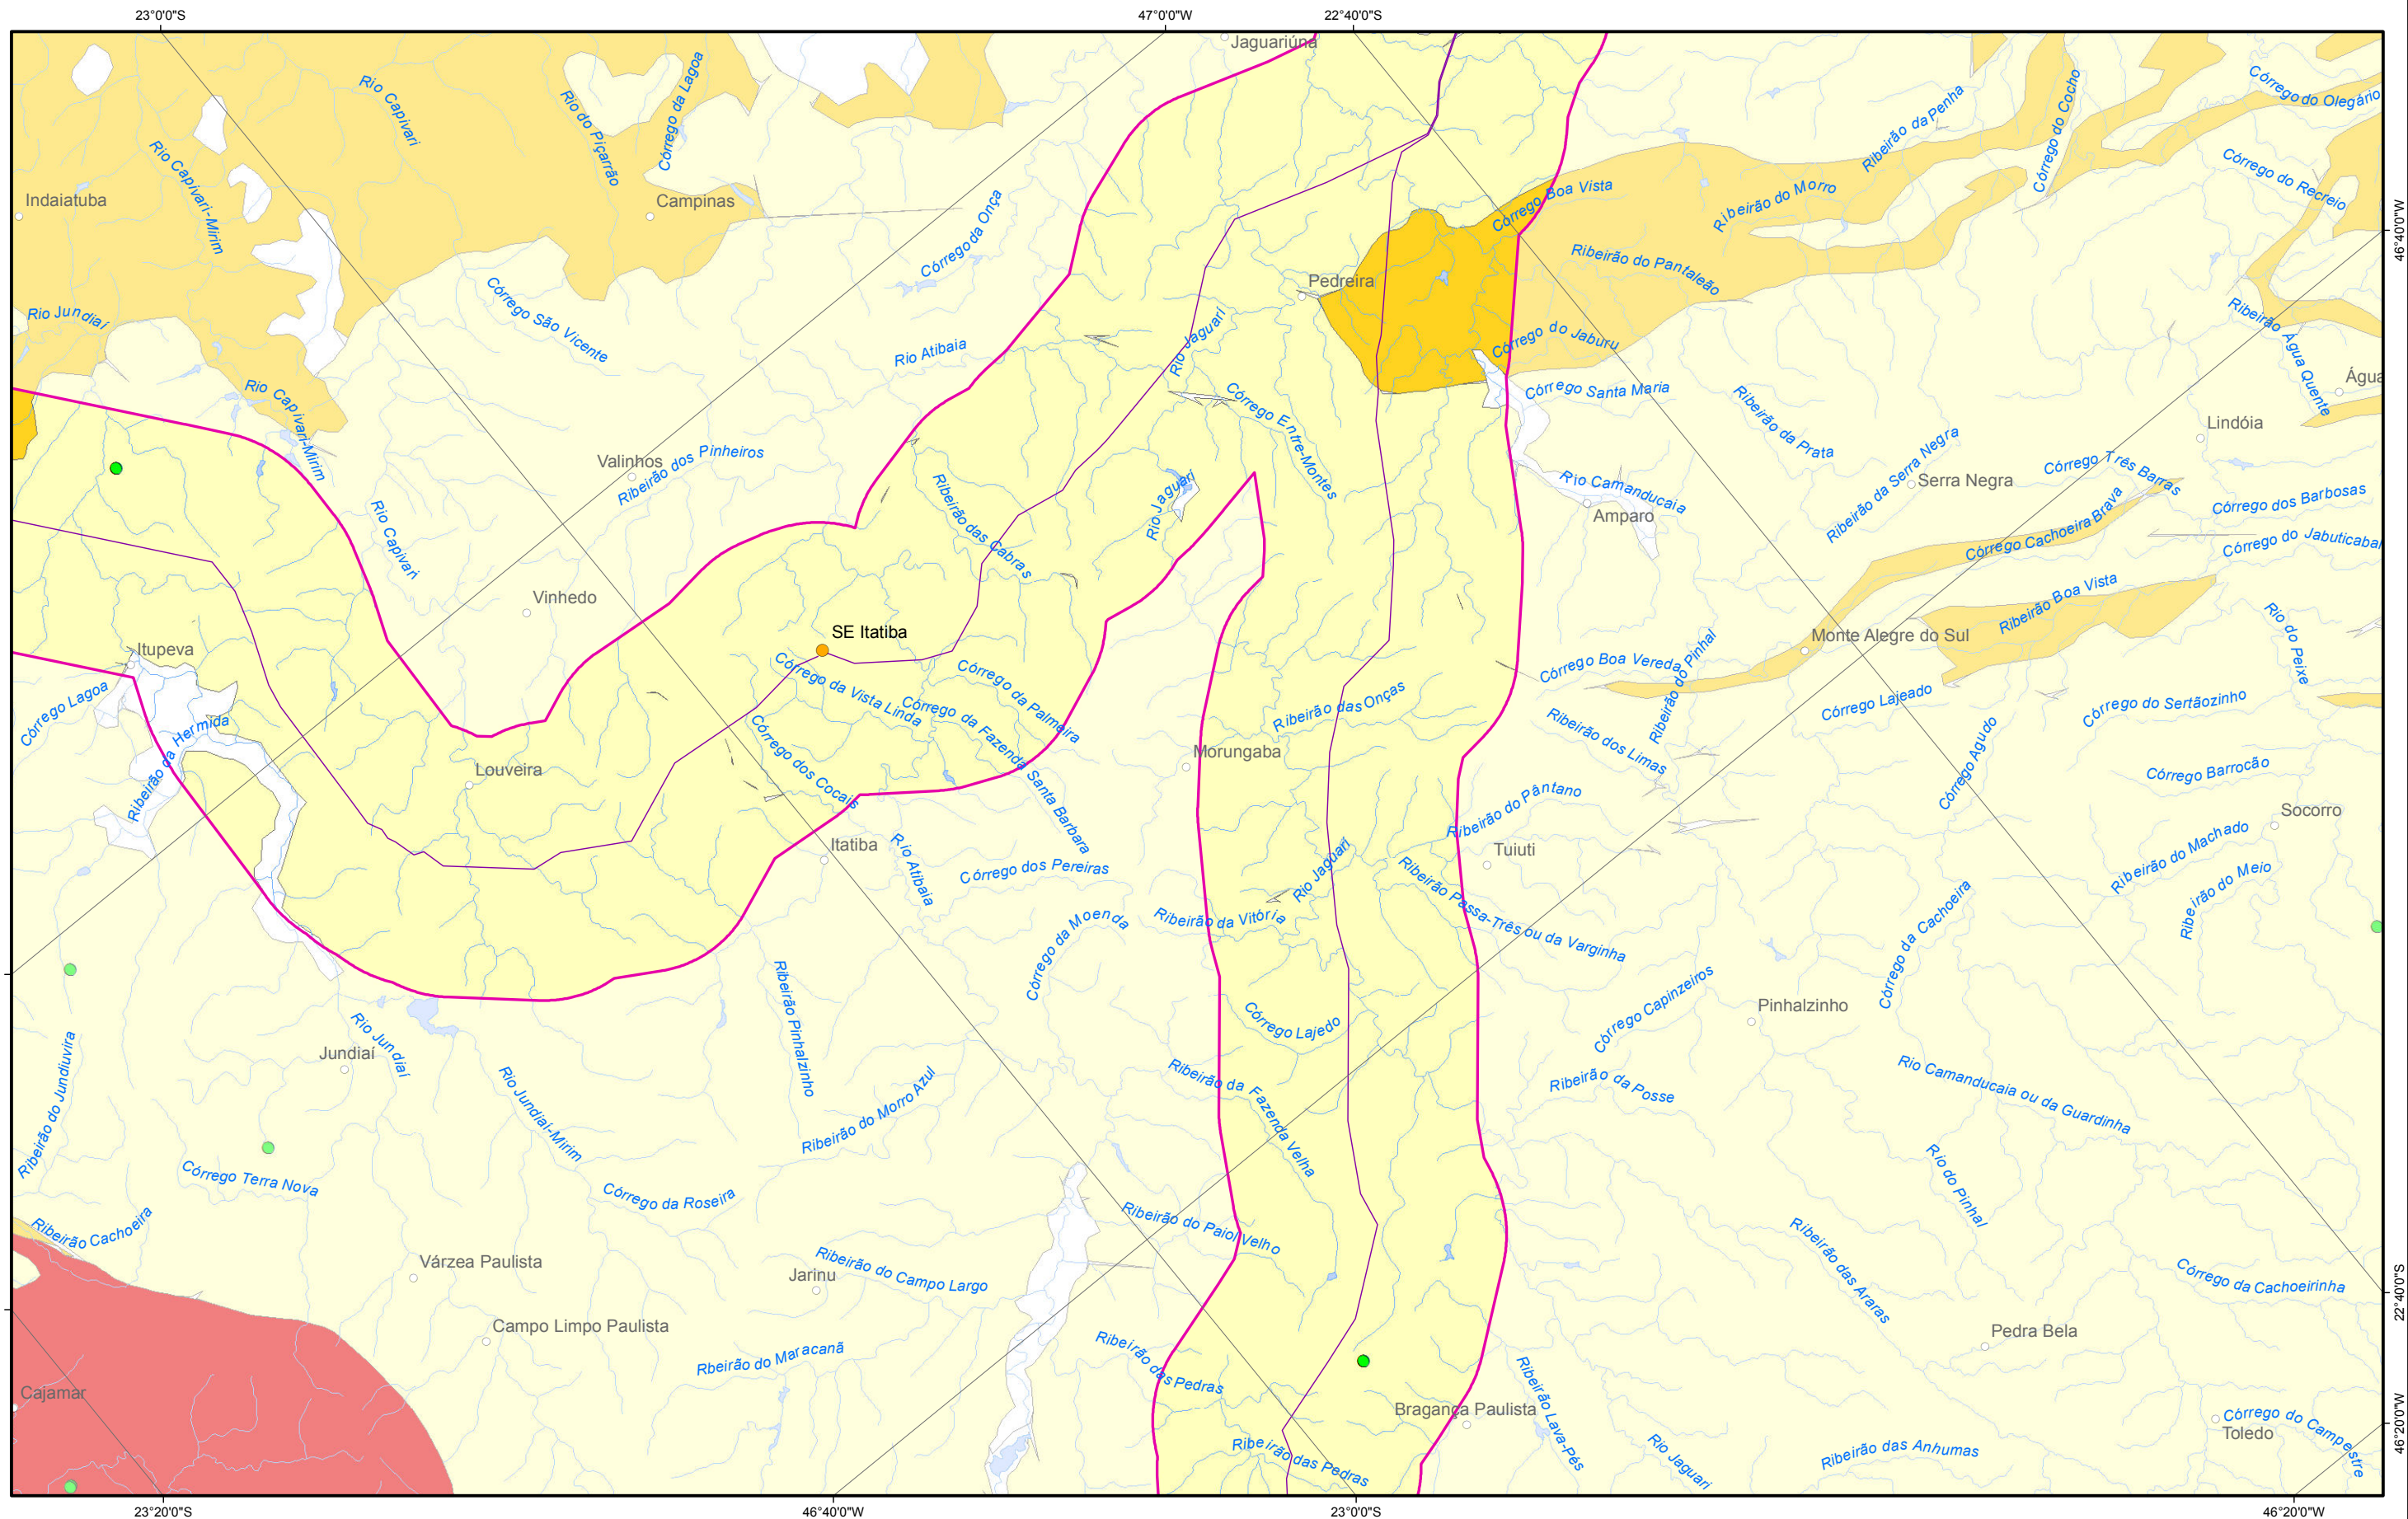 23°0'0"S
47°0'0"W
22°40'0"S
Jaguariúna
Rio Capivari
Rio do Piçarrão
Córrego da Lagoa
Córrego do Cocho
Córrego do Olegário
Ribeirão da Penha
Rio Capivari-Mirim
Indaiatuba
Campinas
Córrego da Onça
Córrego Boa Vista
Ribeirão do Morro
Córrego do Recreio
46°40'0"W
Ribeirão do Pantaleão
Pedreira
Rio Jundiaí
Córrego São Vicente
Rio Atibaia
Rio Jaguari
Córrego do Jaburu
Ribeirão Água Quente
Água
Rio Capivari-Mirim
Córrego Entre-Montes
Córrego Santa Maria
Ribeirão da Prata
Lindóia
Valinhos
Ribeirão dos Pinheiros
Ribeirão da Serra Negra
Serra Negra
Córrego Três Barras
Ribeirão das Cabras
Rio Jaguari
Rio Camanducaia
Amparo
Córrego dos Barbosas
Rio Capivari
Córrego Cachoeira Brava
Córrego do Jabuticabal
Vinhedo
Ribeirão Boa Vista
SE Itatiba
Itupeva
Monte Alegre do Sul
Rio do Peixe
Córrego Lagoa
Córrego da Vista Linda
Córrego da Palmeira
Córrego Boa Vereda
Ribeirão do Pinhal
Córrego da Fazenda Santa Barbara
Ribeirão das Onças
Córrego Lajeado
Córrego do Sertãozinho
Ribeirão da Hermida
Córrego dos Cocais
Ribeirão dos Limas
Córrego Agudo
Morungaba
Louveira
Córrego Barrocão
Ribeirão do Pântano
Socorro
Itatiba
Rio Atibaia
Córrego dos Pereiras
Rio Jaguari
Tuiuti
Ribeirão do Machado
Ribeirão do Meio
Ribeirão Passa-Três ou da Varginha
Ribeirão da Vitória
Córrego da Moenda
Córrego da Cachoeira
Ribeirão Pinhalzinho
Córrego Capinzeiros
Pinhalzinho
Córrego Lajedo
Rio Jundiaí
Jundiaí
Ribeirão do Jundiuvira
Rio Jundiaí-Mirim
Ribeirão do Morro Azul
Ribeirão da Fazenda Velha
Ribeirão da Posse
Rio Camanducaia ou da Guardinha
Córrego Terra Nova
Córrego da Roseira
Rio do Pinhal
Ribeirão Cachoeira
Ribeirão do Paiol Velho
Ribeirão das Araras
Várzea Paulista
Jarinu
Ribeirão do Campo Largo
Córrego da Cachoeirinha
22°40'0"S
Campo Limpo Paulista
Pedra Bela
Rbeirão do Maracanã
Ribeirão das Pedras
Cajamar
Ribeirão Lava-Pés
Bragança Paulista
Córrego do Campestre
Toledo
46°20'0"W
Ribeirão das Pedras
Rio Jaguari
Ribeirão das Anhumas
23°20'0"S
46°40'0"W
23°0'0"S
46°20'0"W